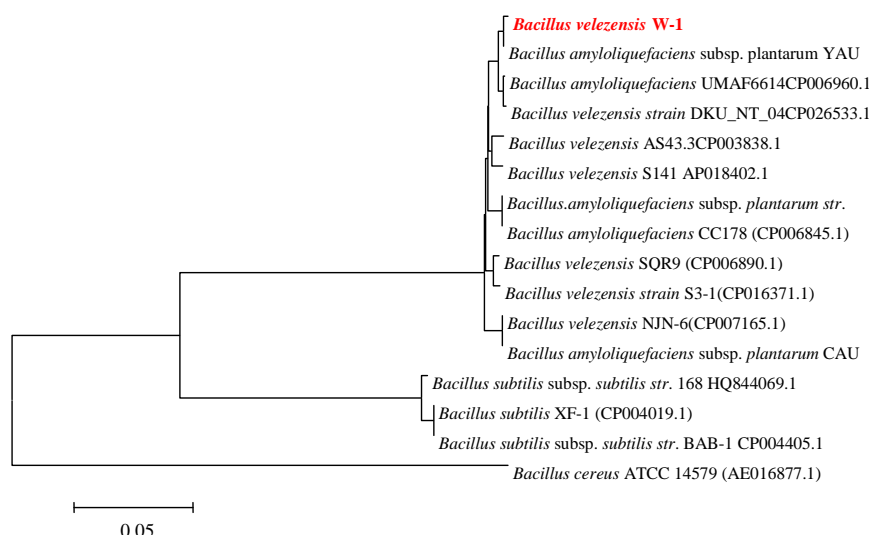 Bacillus velezensis W-1
Bacillus amyloliquefaciens subsp. plantarum YAU
Bacillus amyloliquefaciens UMAF6614CP006960.1
Bacillus velezensis strain DKU_NT_04CP026533.1
Bacillus velezensis AS43.3CP003838.1
Bacillus velezensis S141 AP018402.1
Bacillus.amyloliquefaciens subsp. plantarum str.
Bacillus amyloliquefaciens CC178 (CP006845.1)
Bacillus velezensis SQR9 (CP006890.1)
Bacillus velezensis strain S3-1(CP016371.1)
Bacillus velezensis NJN-6(CP007165.1)
Bacillus amyloliquefaciens subsp. plantarum CAU
Bacillus subtilis subsp. subtilis str. 168 HQ844069.1
Bacillus subtilis XF-1 (CP004019.1)
Bacillus subtilis subsp. subtilis str. BAB-1 CP004405.1
Bacillus cereus ATCC 14579 (AE016877.1)
0.05